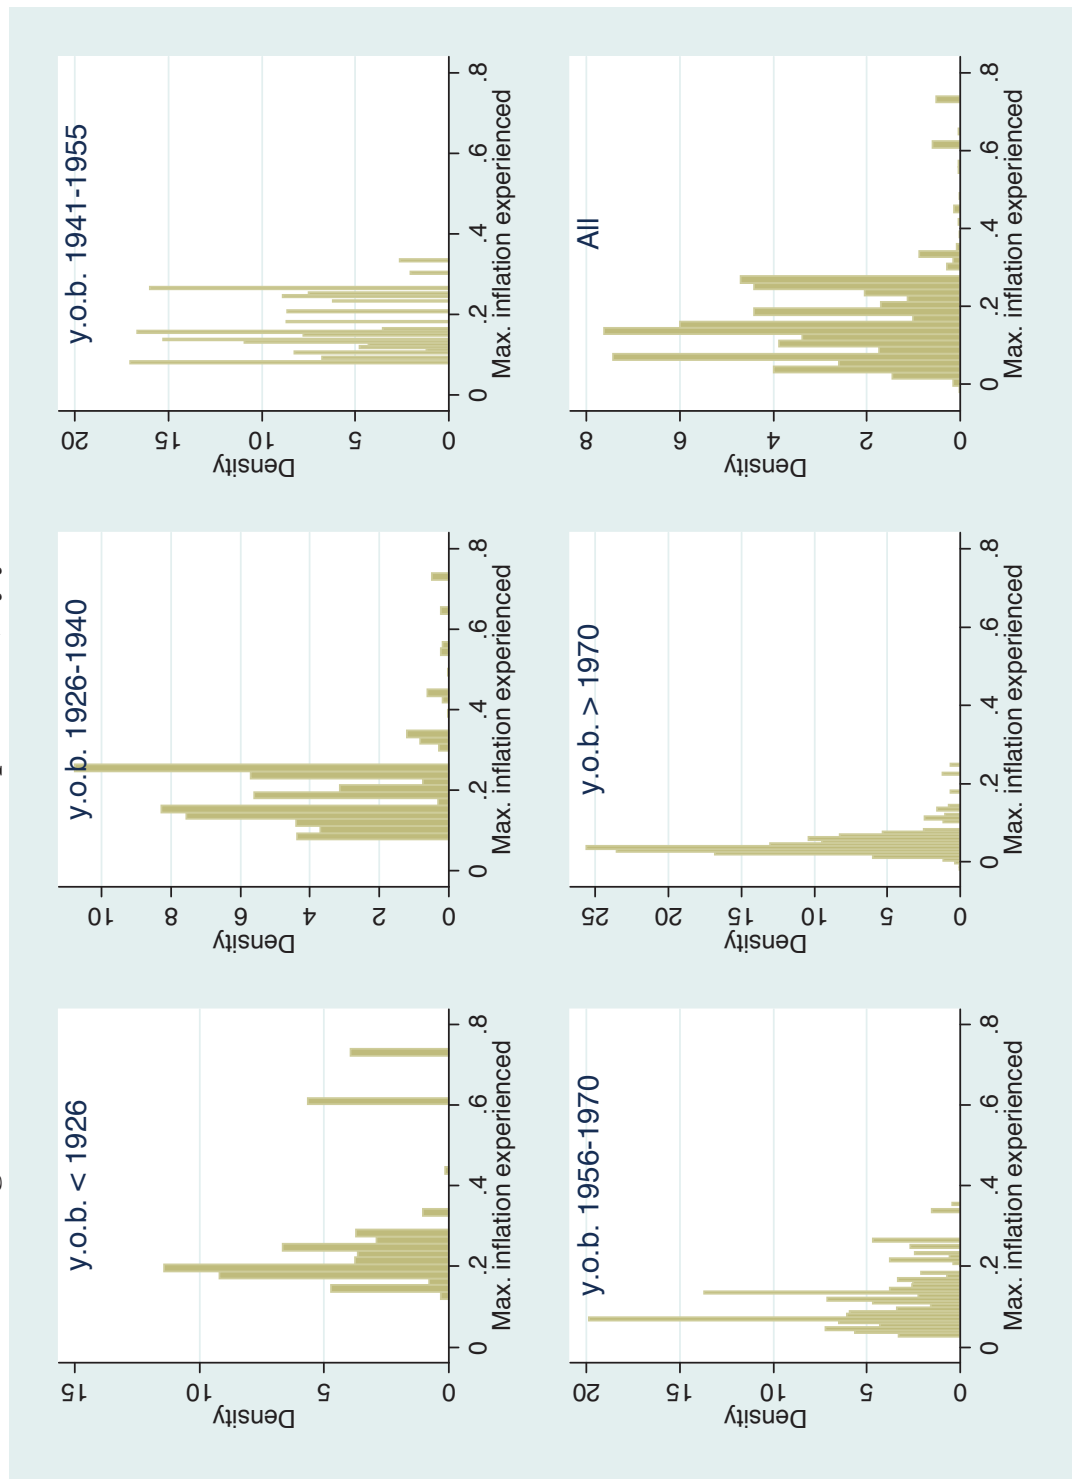 y.o.b. < 1926
15
10
5
0
Density
0 .2 .4 .6 .8
Max. inflation experienced
y.o.b. 1926-1940
10
8
6
4
2
0
Density
0 .2 .4 .6 .8
Max. inflation experienced
y.o.b. 1941-1955
20
15
10
5
0
Density
0 .2 .4 .6 .8
Max. inflation experienced
y.o.b. 1956-1970
20
15
10
5
0
Density
0 .2 .4 .6 .8
Max. inflation experienced
y.o.b. > 1970
25
20
15
10
5
0
Density
0 .2 .4 .6 .8
Max. inflation experienced
All
8
6
4
2
0
Density
0 .2 .4 .6 .8
Max. inflation experienced